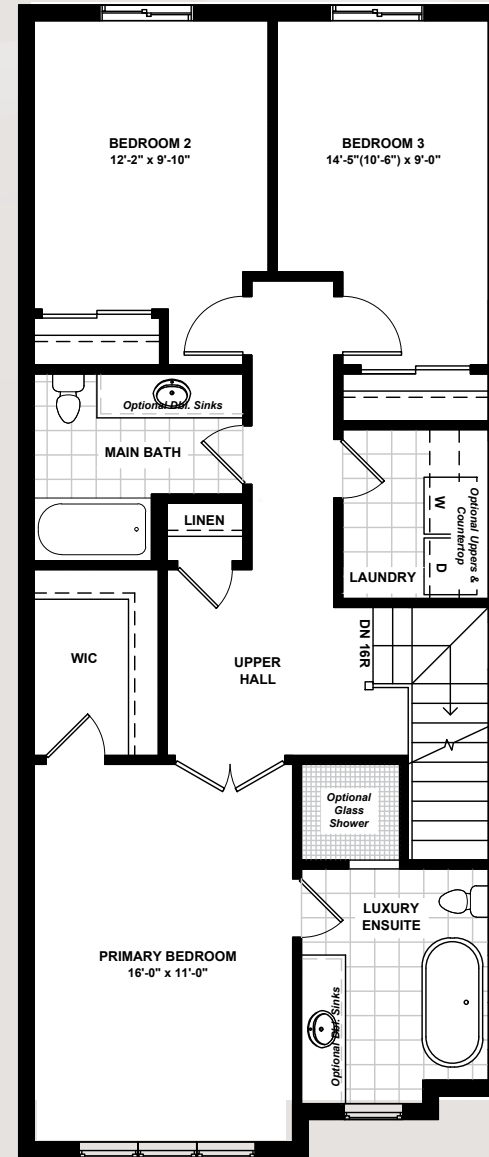 BEDROOM 2
12'-2" x 9'-10"
BEDROOM 3
14'-5"(10'-6") x 9'-0"
Optional Dbl. Sinks
MAIN BATH
LINEN
W
D
Optional Uppers &
Countertop
LAUNDRY
WIC
UPPER
HALL
DN 16R
Optional
Glass
Shower
LUXURY
ENSUITE
PRIMARY BEDROOM
16'-0" x 11'-0"
Optional Dbl. Sinks